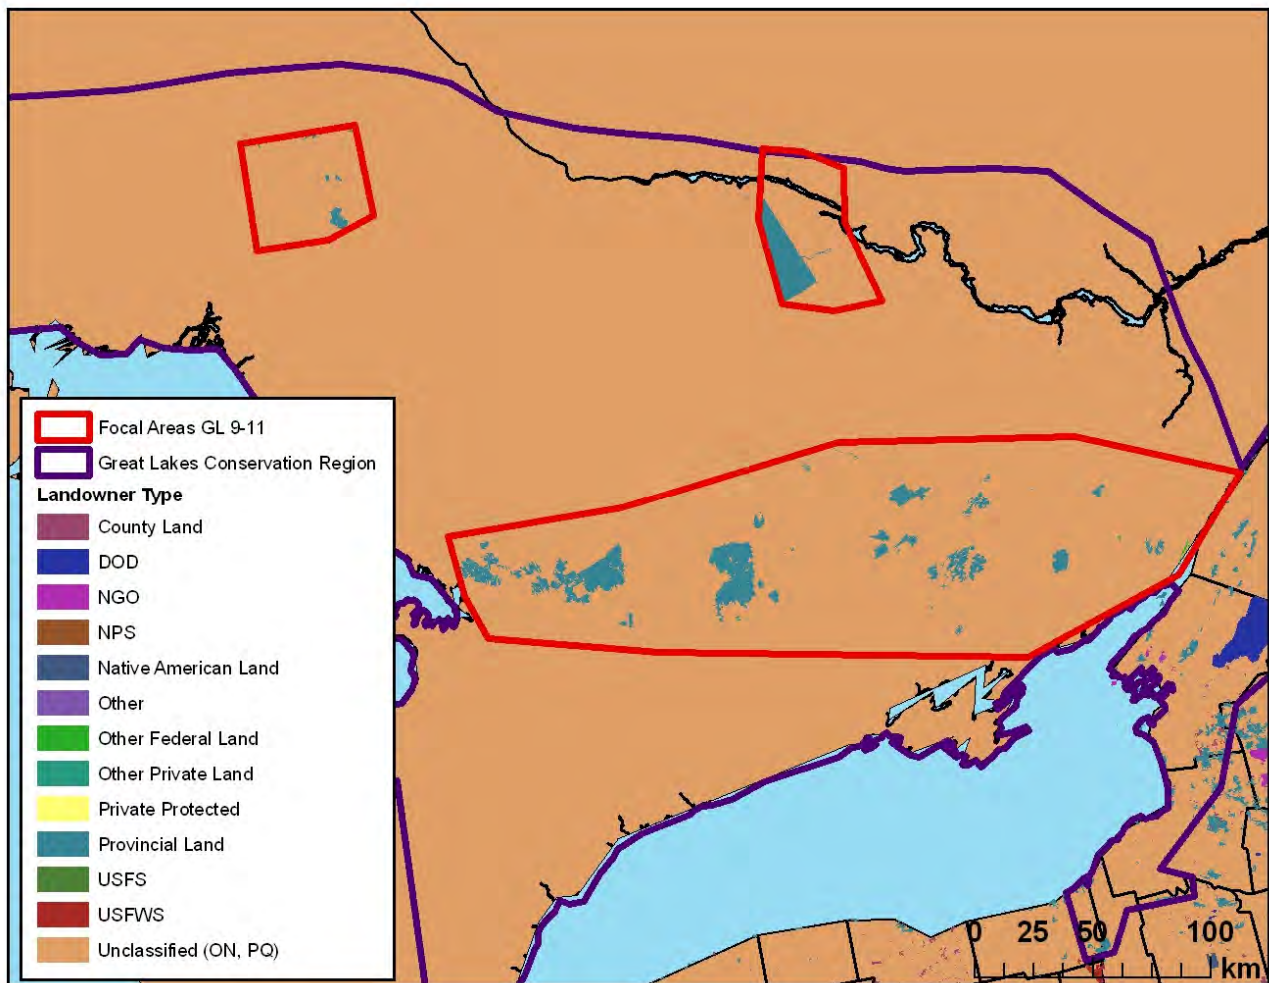 Focal Areas GL 9-11
Great Lakes Conservation Region
Landowner Type
County Land
DOD
NGO
NPS
Native American Land
Other
Other Federal Land
Other Private Land
Private Protected
Provincial Land
USFS
USFWS
Unclassified (ON, PQ)
0 25 50 100
km